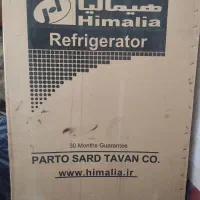 هیمالیا
Himalia
Refrigerator
30 Months Guarantee
PARTO SARD TAVAN CO.
www.himalia.ir